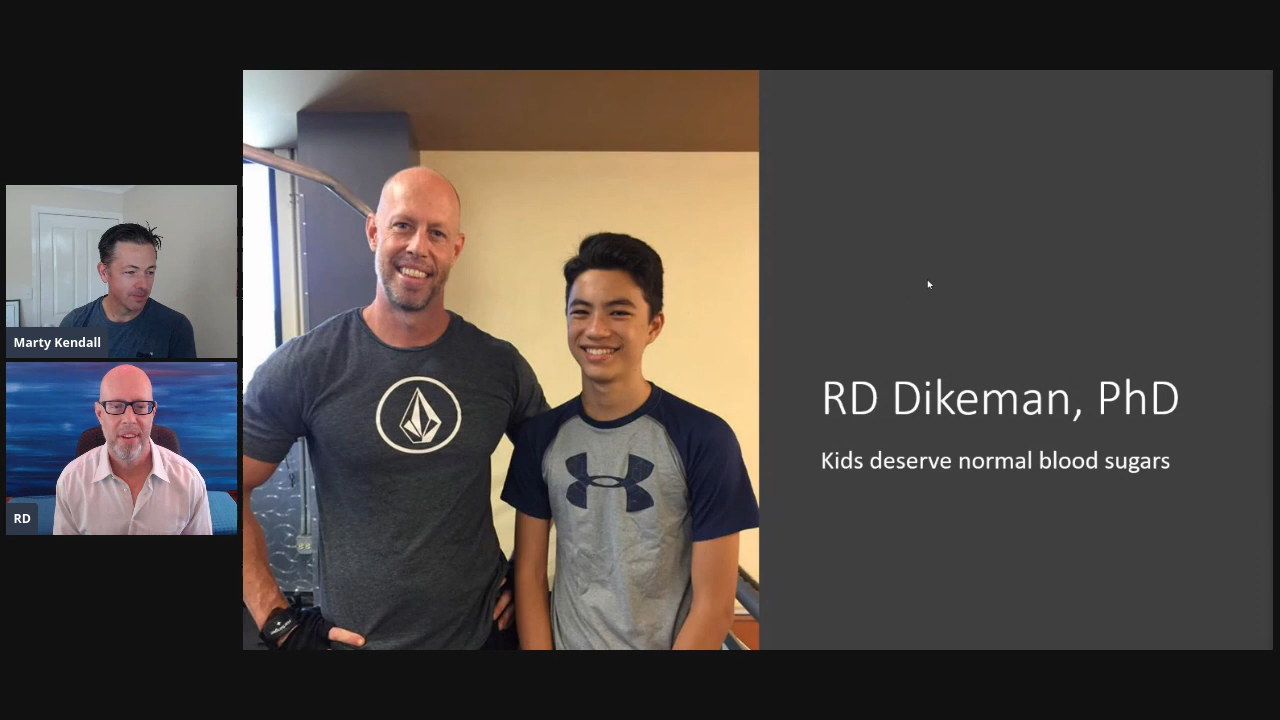 Marty Kendall
RD
RD Dikeman, PhD
Kids deserve normal blood sugars